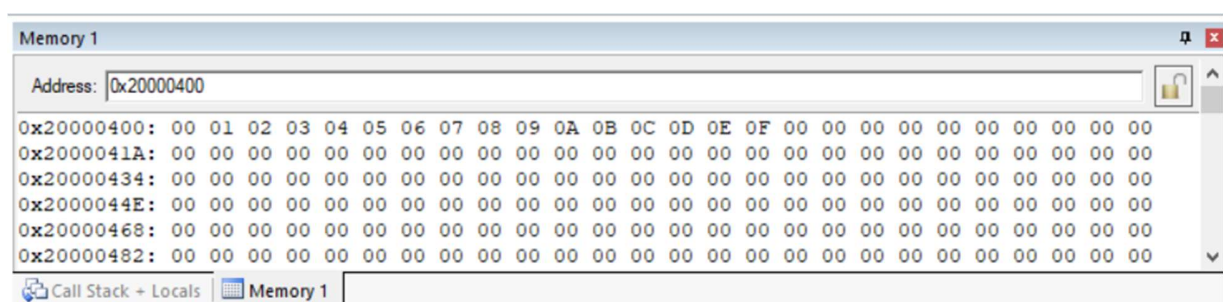 Memory 1
Address: 0x20000400
0x20000400: 00 01 02 03 04 05 06 07 08 09 0A 0B 0C 0D 0E 0F 00 00 00 00 00 00 00 00 00 00
0x2000041A: 00 00 00 00 00 00 00 00 00 00 00 00 00 00 00 00 00 00 00 00 00 00 00 00 00 00
0x20000434: 00 00 00 00 00 00 00 00 00 00 00 00 00 00 00 00 00 00 00 00 00 00 00 00 00 00
0x2000044E: 00 00 00 00 00 00 00 00 00 00 00 00 00 00 00 00 00 00 00 00 00 00 00 00 00 00
0x20000468: 00 00 00 00 00 00 00 00 00 00 00 00 00 00 00 00 00 00 00 00 00 00 00 00 00 00
0x20000482: 00 00 00 00 00 00 00 00 00 00 00 00 00 00 00 00 00 00 00 00 00 00 00 00 00 00
Call Stack + Locals Memory 1